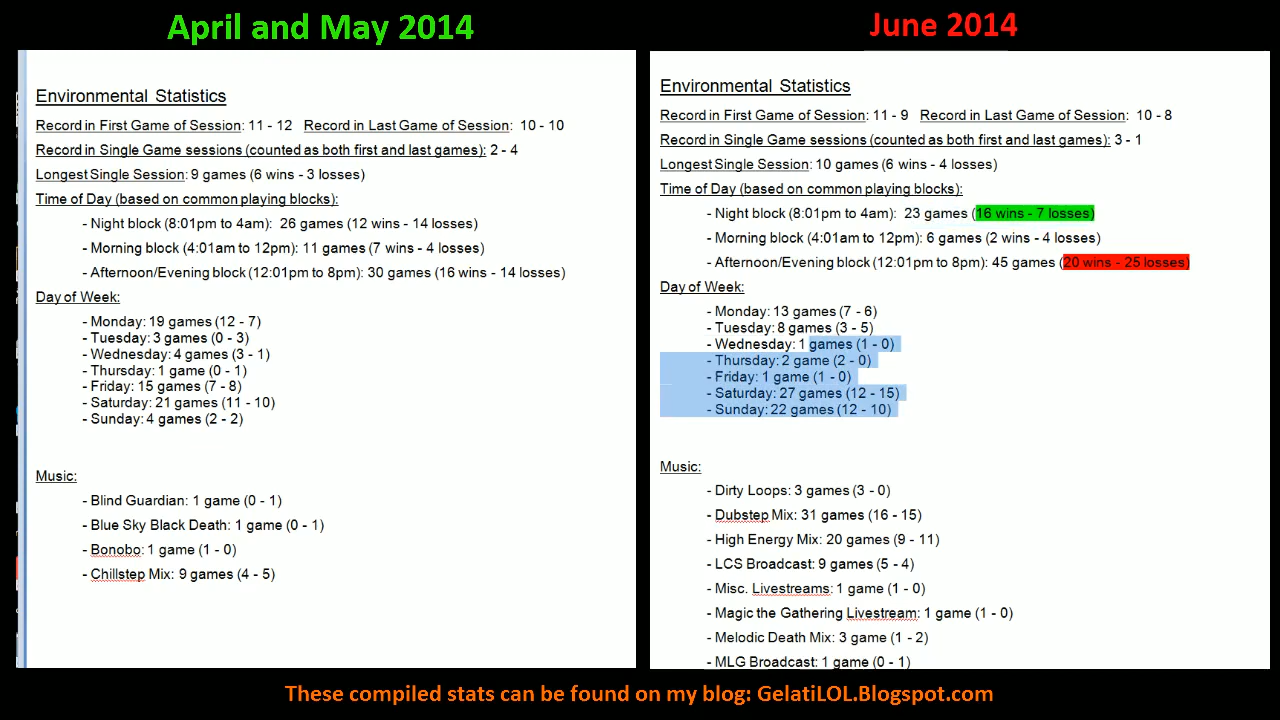 April and May 2014
Environmental Statistics
Record in First Game of Session: 11 - 12   Record in Last Game of Session:  10 - 10
Record in Single Game sessions (counted as both first and last games): 2 - 4
Longest Single Session: 9 games (6 wins - 3 losses)
Time of Day (based on common playing blocks):
- Night block (8:01pm to 4am):  26 games (12 wins - 14 losses)
- Morning block (4:01am to 12pm): 11 games (7 wins - 4 losses)
- Afternoon/Evening block (12:01pm to 8pm): 30 games (16 wins - 14 losses)
Day of Week:
- Monday: 19 games (12 - 7)
- Tuesday: 3 games (0 - 3)
- Wednesday: 4 games (3 - 1)
- Thursday: 1 game (0 - 1)
- Friday: 15 games (7 - 8)
- Saturday: 21 games (11 - 10)
- Sunday: 4 games (2 - 2)
Music:
- Blind Guardian: 1 game (0 - 1)
- Blue Sky Black Death: 1 game (0 - 1)
- Bonobo: 1 game (1 - 0)
- Chillstep Mix: 9 games (4 - 5)
June 2014
Environmental Statistics
Record in First Game of Session: 11 - 9   Record in Last Game of Session:  10 - 8
Record in Single Game sessions (counted as both first and last games): 3 - 1
Longest Single Session: 10 games (6 wins - 4 losses)
Time of Day (based on common playing blocks):
- Night block (8:01pm to 4am):  23 games (16 wins - 7 losses)
- Morning block (4:01am to 12pm): 6 games (2 wins - 4 losses)
- Afternoon/Evening block (12:01pm to 8pm): 45 games (20 wins - 25 losses)
Day of Week:
- Monday: 13 games (7 - 6)
- Tuesday: 8 games (3 - 5)
- Wednesday: 1 games (1 - 0)
- Thursday: 2 game (2 - 0)
- Friday: 1 game (1 - 0)
- Saturday: 27 games (12 - 15)
- Sunday: 22 games (12 - 10)
Music:
- Dirty Loops: 3 games (3 - 0)
- Dubstep Mix: 31 games (16 - 15)
- High Energy Mix: 20 games (9 - 11)
- LCS Broadcast: 9 games (5 - 4)
- Misc. Livestreams: 1 game (1 - 0)
- Magic the Gathering Livestream: 1 game (1 - 0)
- Melodic Death Mix: 3 game (1 - 2)
- MLG Broadcast: 1 game (0 - 1)
These compiled stats can be found on my blog: GelatiLOL.Blogspot.com